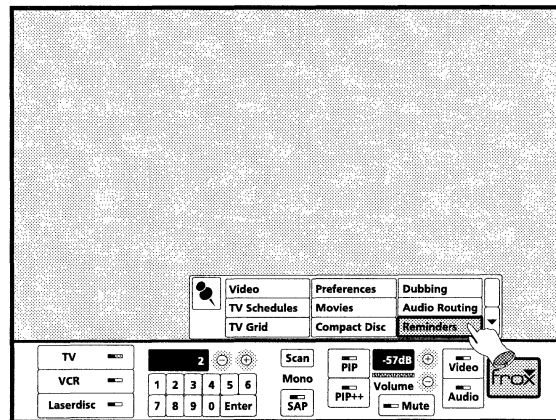 Video Preferences Dubbing
TV Schedules Movies Audio Routing
TV Grid Compact Disc Reminders
TV 2 Scan PIP -57dB Video frox
VCR 1 2 3 4 5 6 Mono Volume
Laserdisc 7 8 9 0 Enter SAP PIP++ Mute Audio